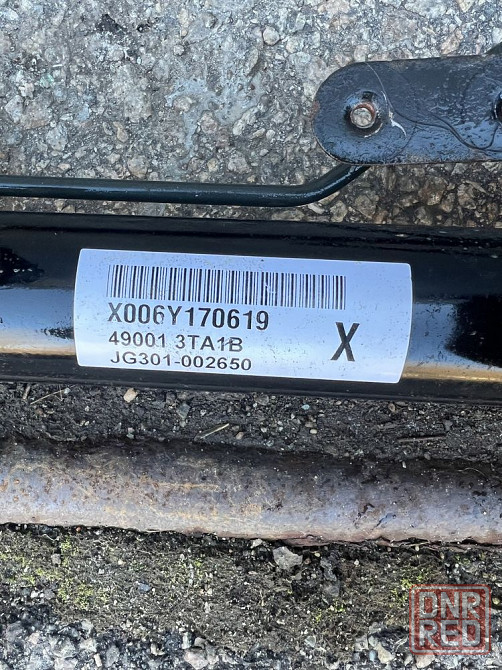 X006Y170619
49001 3TA1B
JG301-002650
X
DNR
RED